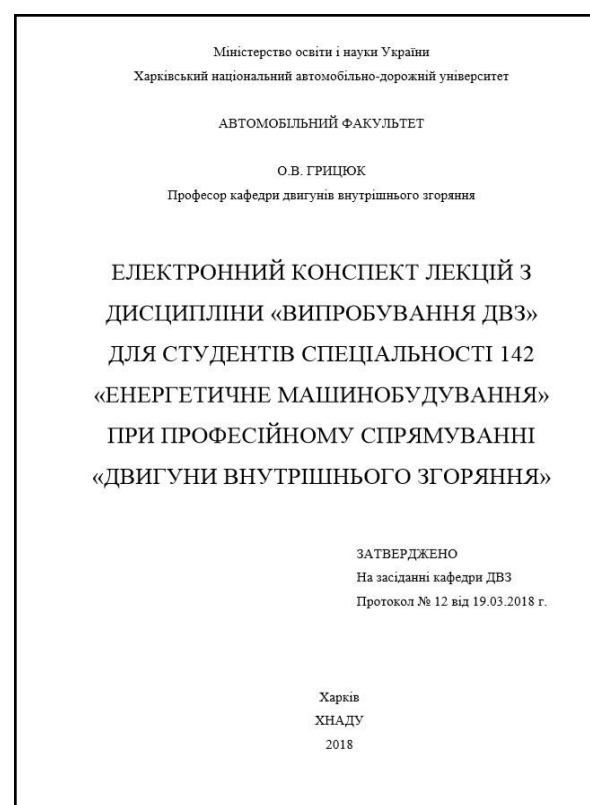 Міністерство освіти і науки України
Харківський національний автомобільно-дорожній університет
АВТОМОБІЛЬНИЙ ФАКУЛЬТЕТ
О.В. ГРИЦЮК
Професор кафедри двигунів внутрішнього згоряння
ЕЛЕКТРОННИЙ КОНСПЕКТ ЛЕКЦІЙ З
ДИСЦИПЛІНИ «ВИПРОБУВАННЯ ДВЗ»
ДЛЯ СТУДЕНТІВ СПЕЦІАЛЬНОСТІ 142
«ЕНЕРГЕТИЧНЕ МАШИНОБУДУВАННЯ»
ПРИ ПРОФЕСІЙНОМУ СПРЯМУВАННІ
«ДВИГУНИ ВНУТРІШНЬОГО ЗГОРЯННЯ»
ЗАТВЕРДЖЕНО
На засіданні кафедри ДВЗ
Протокол № 12 від 19.03.2018 г.
Харків
ХНАДУ
2018